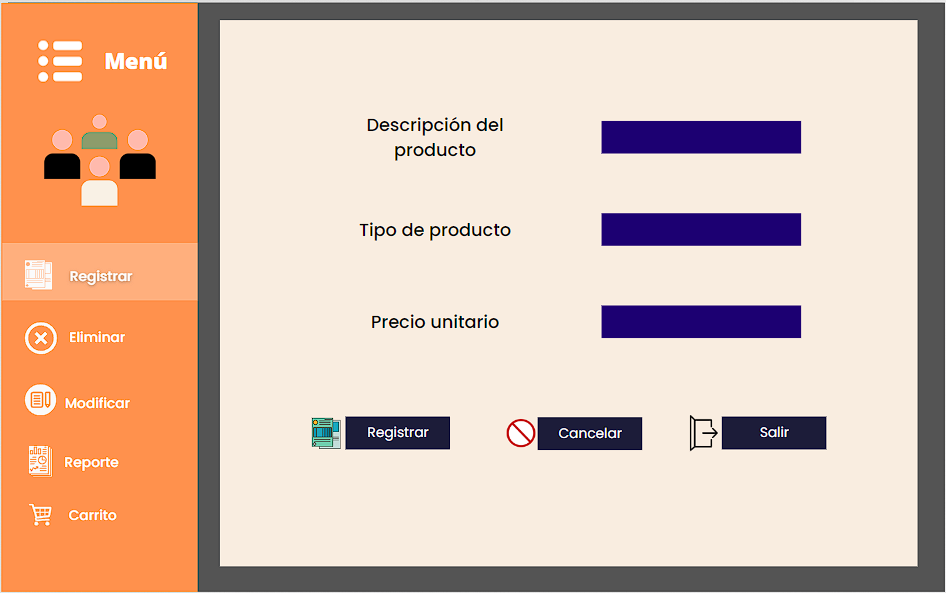 Menú
Registrar
Eliminar
Modificar
Reporte
Carrito
Descripción del
producto
Tipo de producto
Precio unitario
Registrar
Cancelar
Salir